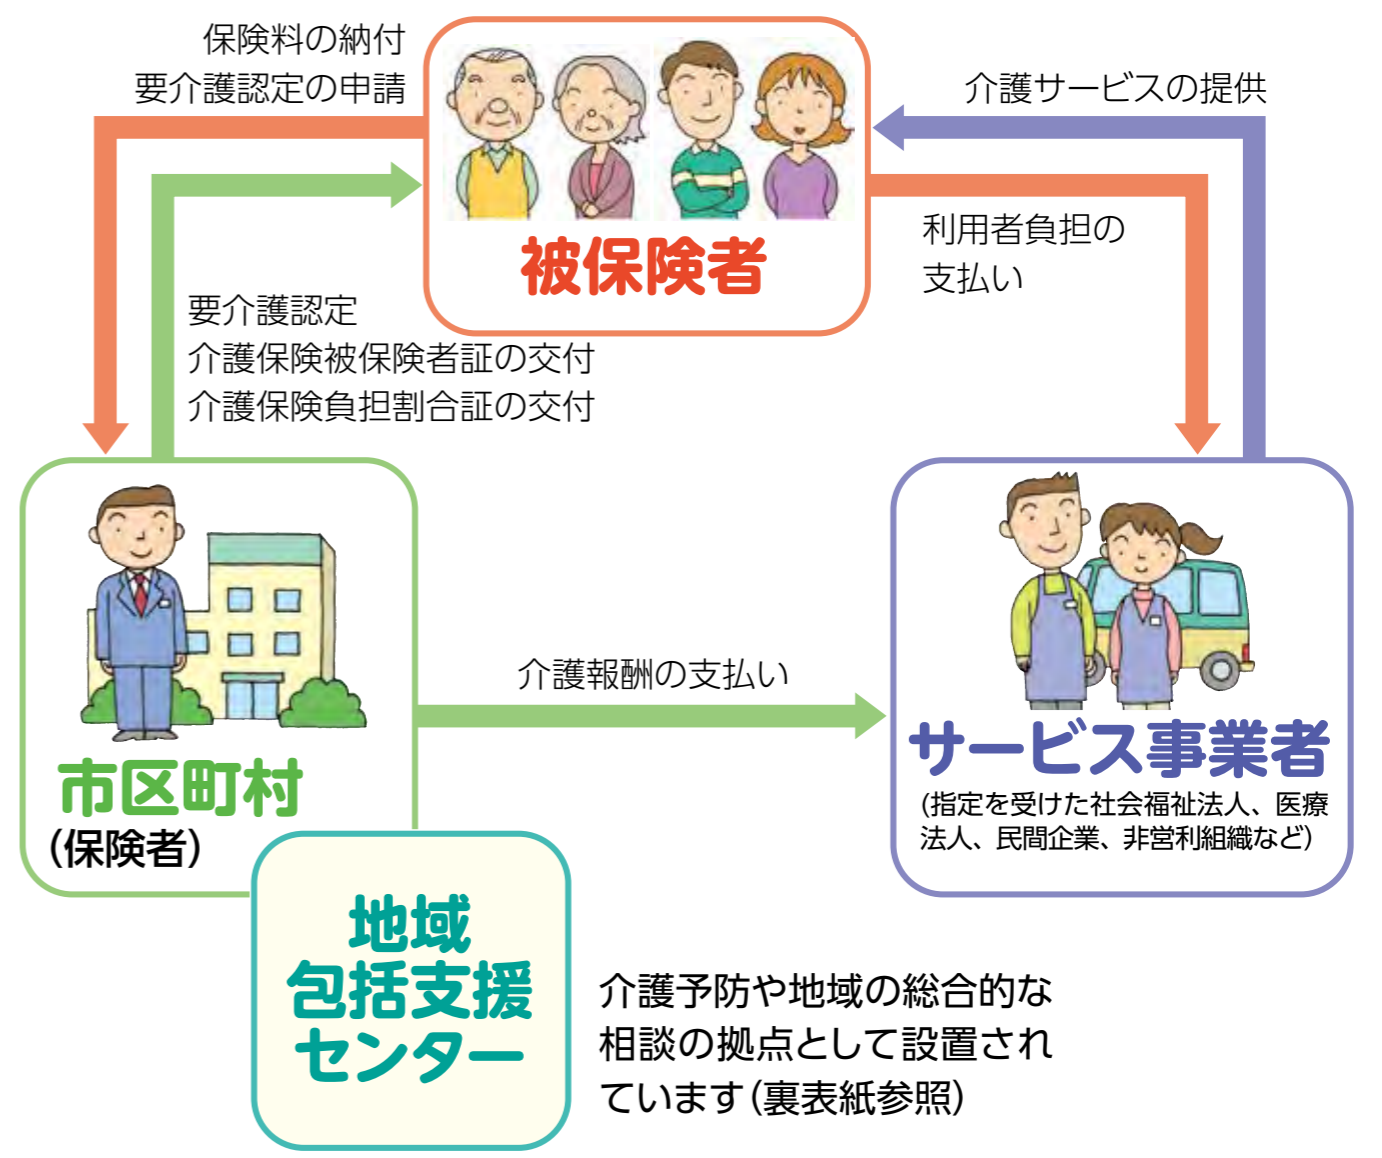 保険料の納付
要介護認定の申請
介護サービスの提供
被保険者
利用者負担の
支払い
要介護認定
介護保険被保険者証の交付
介護保険負担割合証の交付
介護報酬の支払い
市区町村
（保険者）
サービス事業者
(指定を受けた社会福祉法人、医療
法人、民間企業、非営利組織など)
地域
包括支援
センター
介護予防や地域の総合的な
相談の拠点として設置され
ています（裏表紙参照）